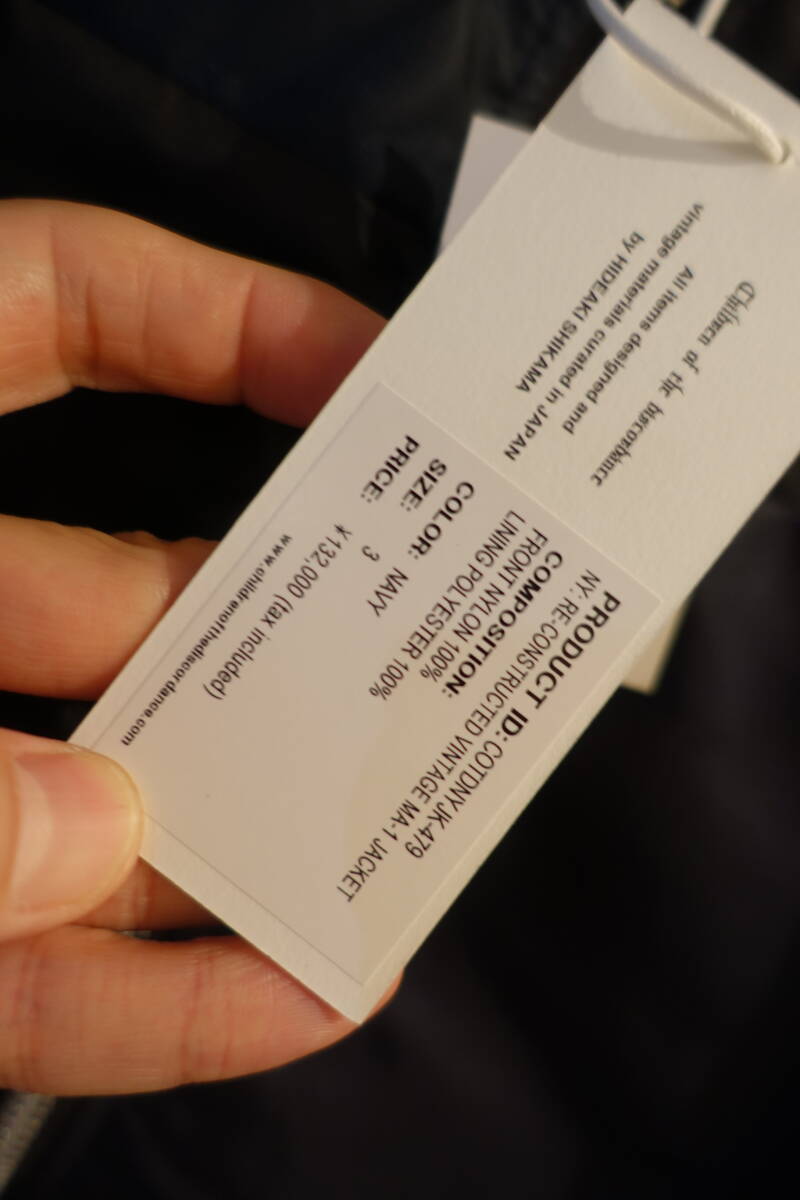 Children of the discordance
All items designed and
vintage materials curated in JAPAN
by HIDEAKI SHIKAMA
PRODUCT ID: COTDNYJK-479
NY: RE-CONSTRUCTED VINTAGE MA-1 JACKET
COMPOSITION:
FRONT NYLON 100%
LINING POLYESTER 100%
COLOR: NAVY
SIZE: 3
PRICE: ¥132,000 (tax included)
www.childrenofthediscordance.com